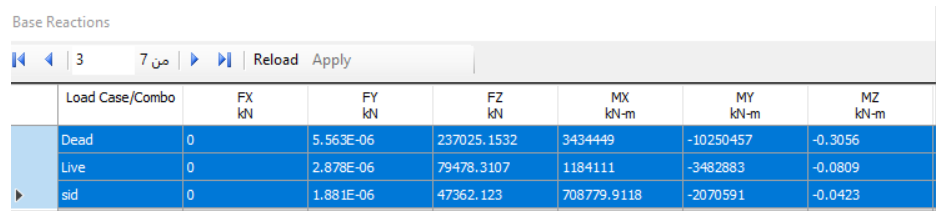 Base Reactions
3 من 7 Reload Apply
Load Case/Combo FX kN FY kN FZ kN MX kN-m MY kN-m MZ kN-m
Dead 0 5.563E-06 237025.1532 3434449 -10250457 -0.3056
Live 0 2.878E-06 79478.3107 1184111 -3482883 -0.0809
sid 0 1.881E-06 47362.123 708779.9118 -2070591 -0.0423